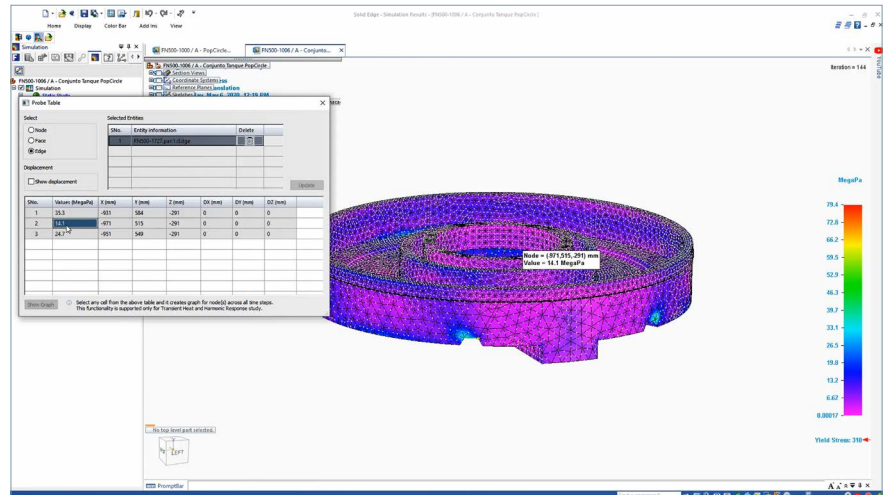 Solid Edge - Simulation Results - [FN500-1096 / A - Conjunto Tanque PopCircle]
Home Display Color Bar Add Ins View
Simulation
FN500-1000 / A - PopCircle...
FN500-1096 / A - Conjunto...
FN500-1096 / A - Conjunto Tanque PopCircle
Simulation
FN500-1096 / A - Conjunto Tanque PopCircle
Section Views
Coordinate Systems
Reference Planes
Iteration = 144
YouTube
Probe Table
Select
Selected Entities
Node
Face
Edge
SNo. Entity information Delete
1 FN500-1727.par:1:Edge
Displacement
Show displacement
Update
SNo. Values (MegaPa) X (mm) Y (mm) Z (mm) DX (mm) DY (mm) DZ (mm)
1 35.3 -931 584 -291 0 0 0
2 14.1 -971 515 -291 0 0 0
3 24.7 -951 549 -291 0 0 0
Show Graph
Select any cell from the above table and it creates graph for node(s) across all time steps.
This functionality is supported only for Transient Heat and Harmonic Response study.
Node = (-971,515,-291) mm
Value = 14.1 MegaPa
MegaPa
79.4
72.8
66.2
59.5
52.9
46.3
39.7
33.1
26.5
19.8
13.2
6.62
0.00017
Yield Stress: 310
No top level part selected.
LEFT
PromptBar